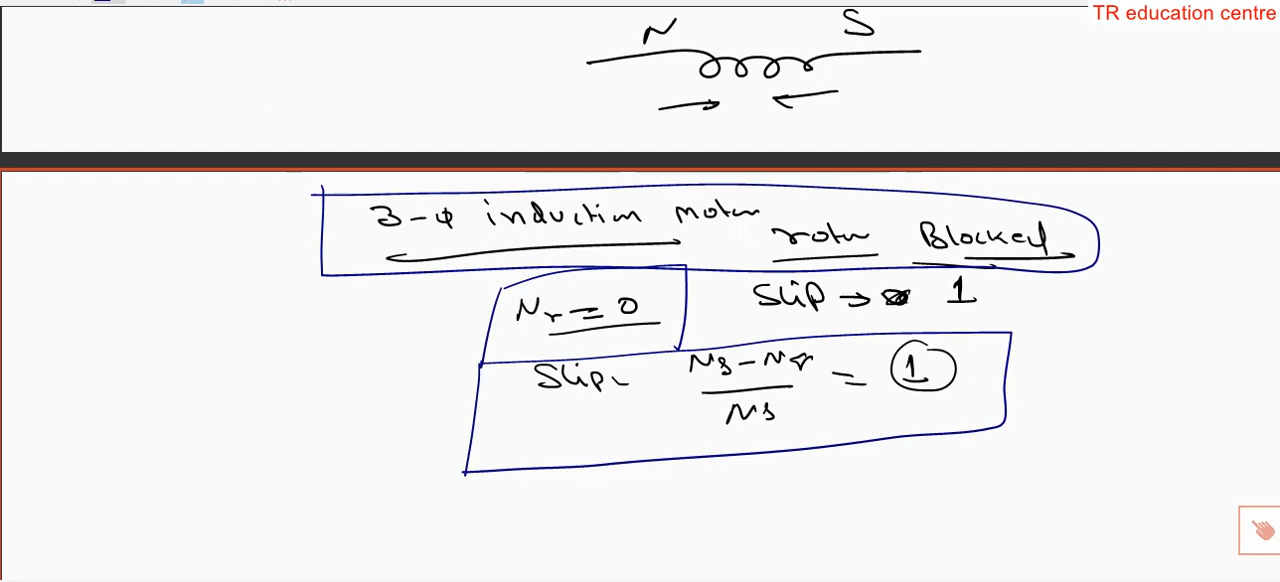 TR education centre
N S
3-φ induction motor rotor Blocked
Nr = 0 Slip → 1
Slip = Ns - Nr / Ns = 1